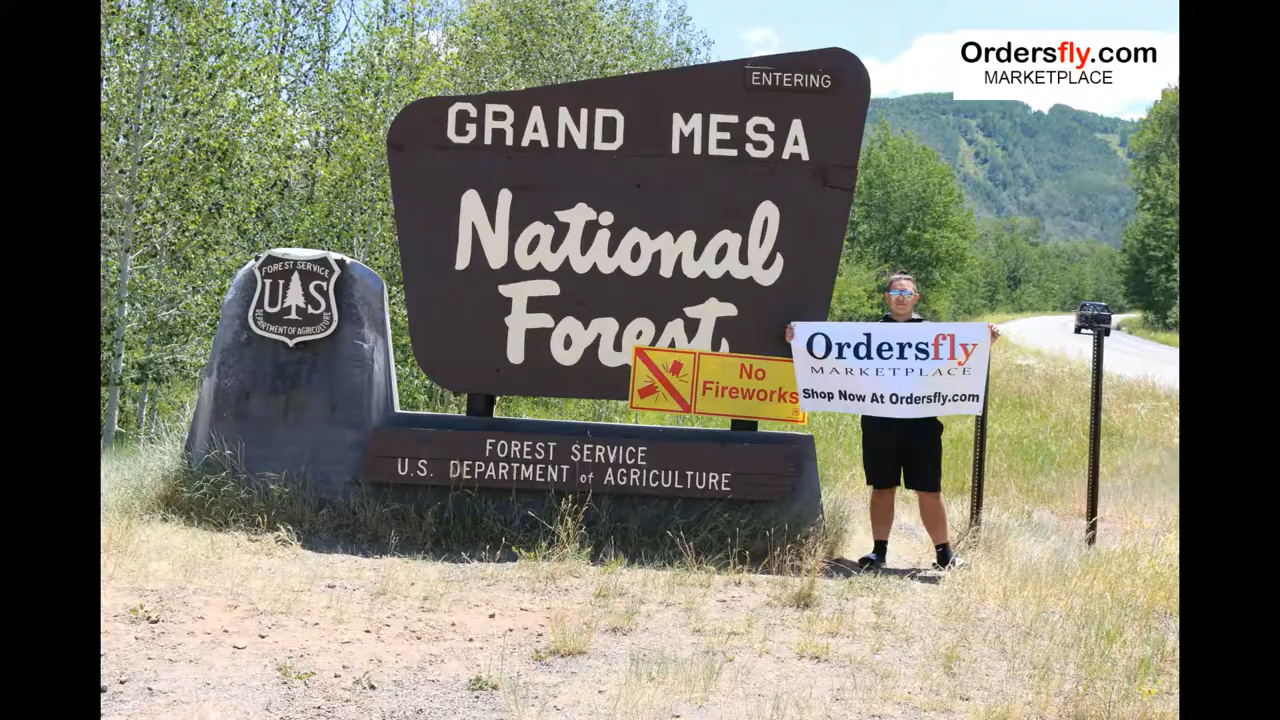 Ordersfly.com
MARKETPLACE
ENTERING
GRAND MESA
National
Forest
FOREST SERVICE
US
DEPARTMENT OF AGRICULTURE
No
Fireworks
Ordersfly
MARKETPLACE
Shop Now At Ordersfly.com
FOREST SERVICE
U.S. DEPARTMENT of AGRICULTURE